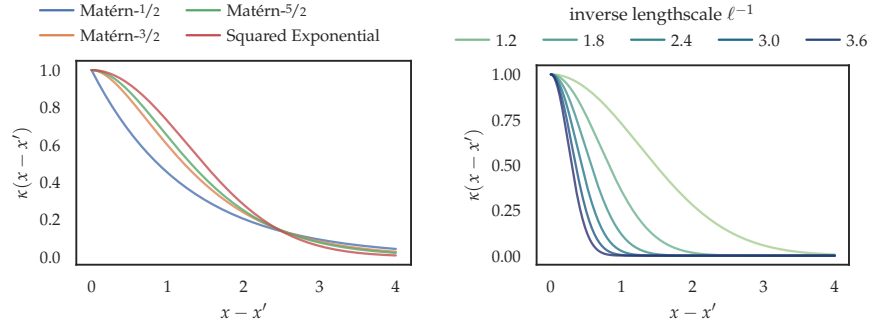 Matérn-1/2 Matérn-5/2
Matérn-3/2 Squared Exponential
1.0
0.8
0.6
0.4
0.2
0.0
κ(x − x′)
0 1 2 3 4
x − x′
inverse lengthscale ℓ⁻¹
1.2 1.8 2.4 3.0 3.6
1.00
0.75
0.50
0.25
0.00
κ(x − x′)
0 1 2 3 4
x − x′